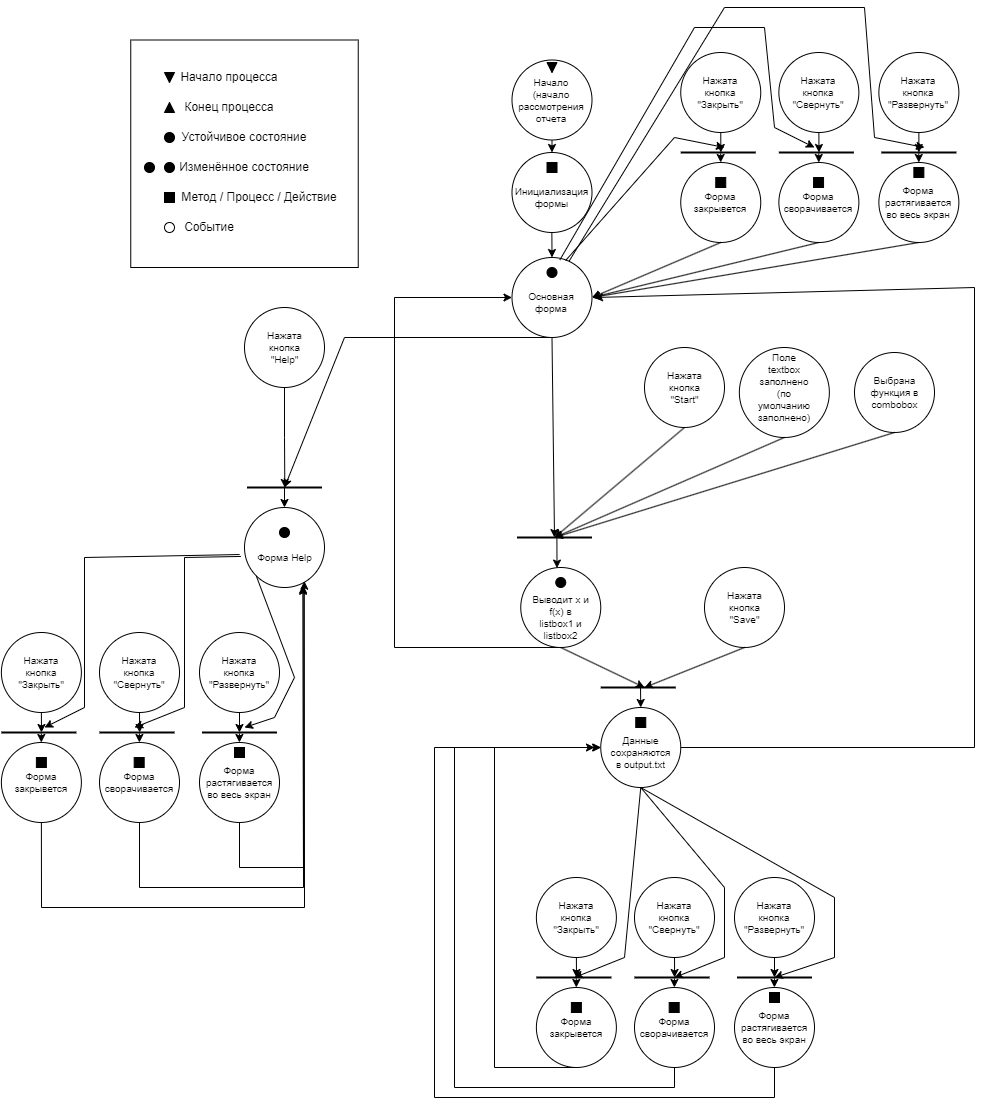 Начало процесса
Конец процесса
Устойчивое состояние
Изменённое состояние
Метод / Процесс / Действие
Событие
Начало
(начало
рассмотрения
отчета
Инициализация
формы
Основная
форма
Нажата
кнопка
"Закрыть"
Нажата
кнопка
"Свернуть"
Нажата
кнопка
"Развернуть"
Форма
закрывется
Форма
сворачивается
Форма
растягивается
во весь экран
Нажата
кнопка
"Help"
Нажата
кнопка
"Start"
Поле
textbox
заполнено
(по
умолчанию
заполнено)
Выбрана
функция в
combobox
Форма Help
Выводит x и
f(x) в
listbox1 и
listbox2
Нажата
кнопка
"Save"
Нажата
кнопка
"Закрыть"
Нажата
кнопка
"Свернуть"
Нажата
кнопка
"Развернуть"
Форма
закрывется
Форма
сворачивается
Форма
растягивается
во весь экран
Данные
сохраняются
в output.txt
Нажата
кнопка
"Закрыть"
Нажата
кнопка
"Свернуть"
Нажата
кнопка
"Развернуть"
Форма
закрывется
Форма
сворачивается
Форма
растягивается
во весь экран